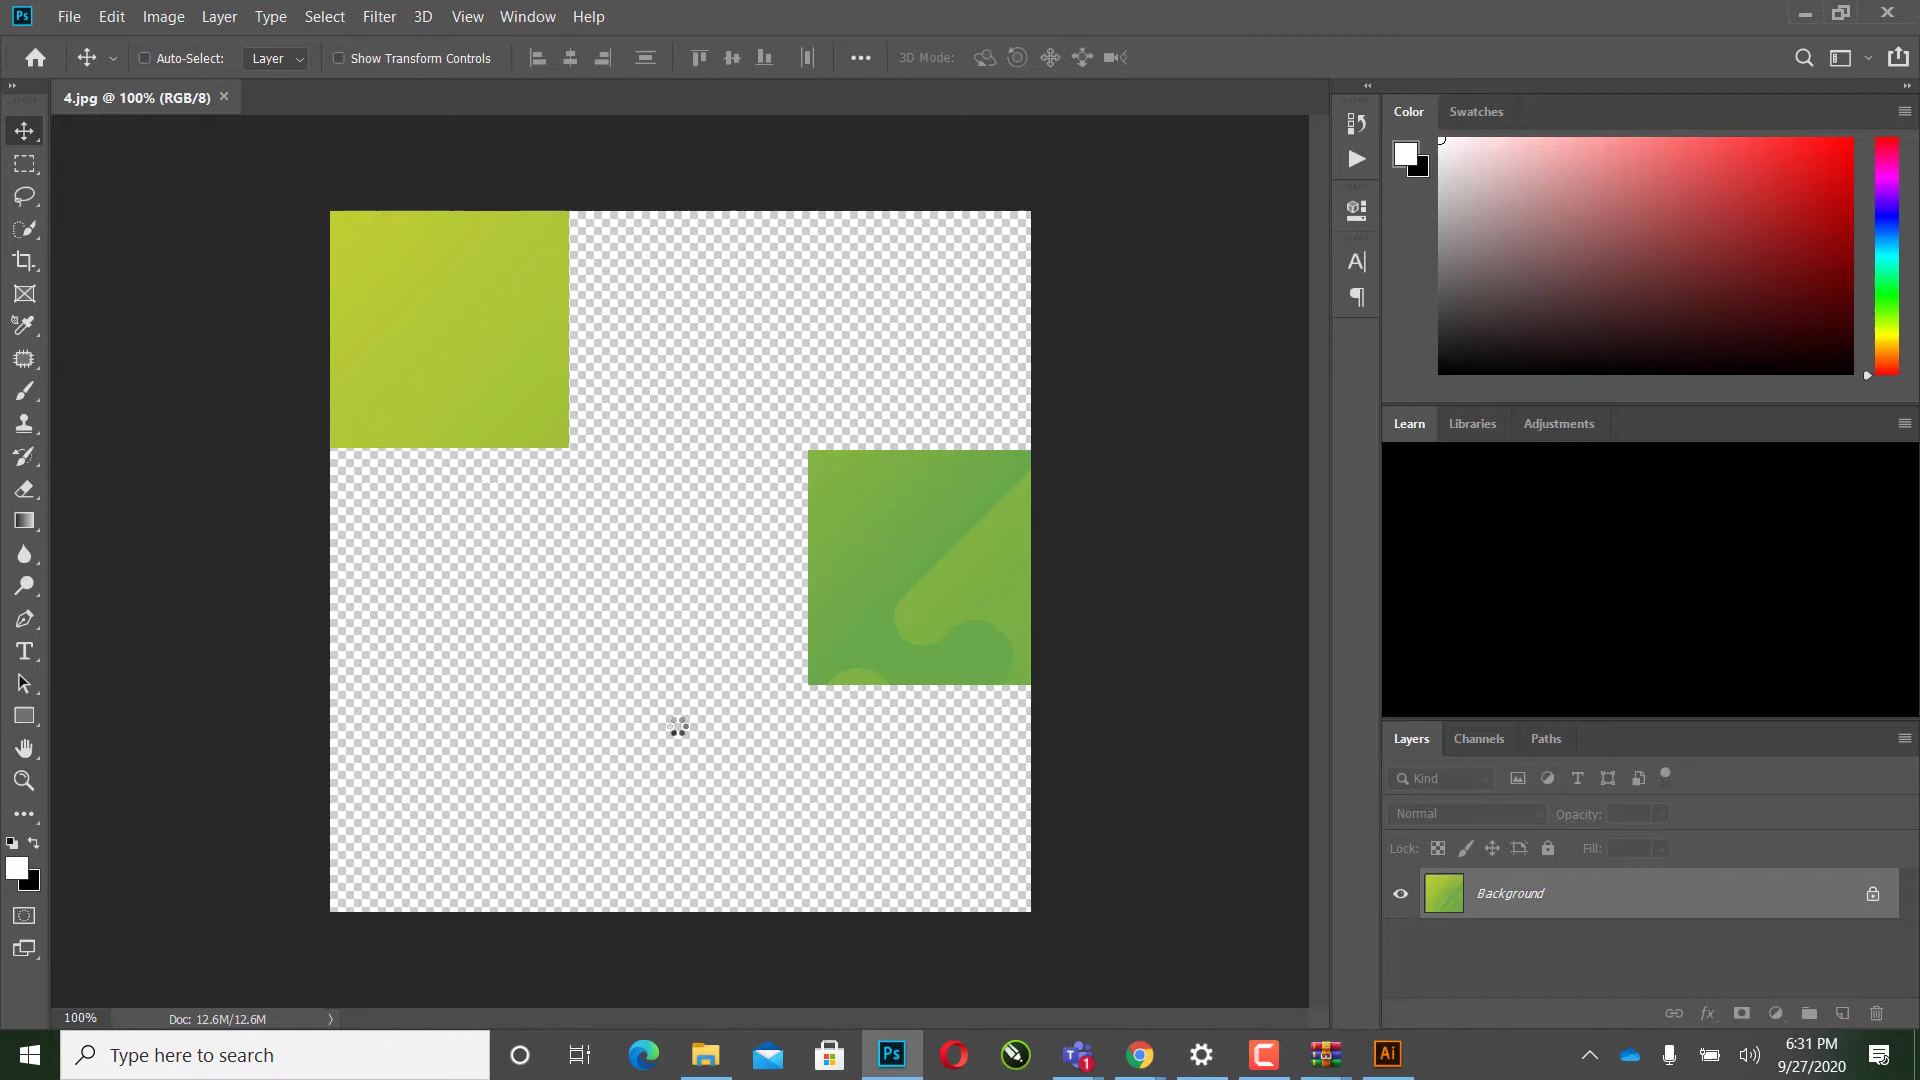 Ps File Edit Image Layer Type Select Filter 3D View Window Help
Auto-Select: Layer Show Transform Controls 3D Mode:
4.jpg @ 100% (RGB/8)
Color Swatches
Learn Libraries Adjustments
Layers Channels Paths
Kind
Normal Opacity:
Lock: Fill:
Background
100% Doc: 12.6M/12.6M
Type here to search
Ps
1
Ai
6:31 PM
9/27/2020